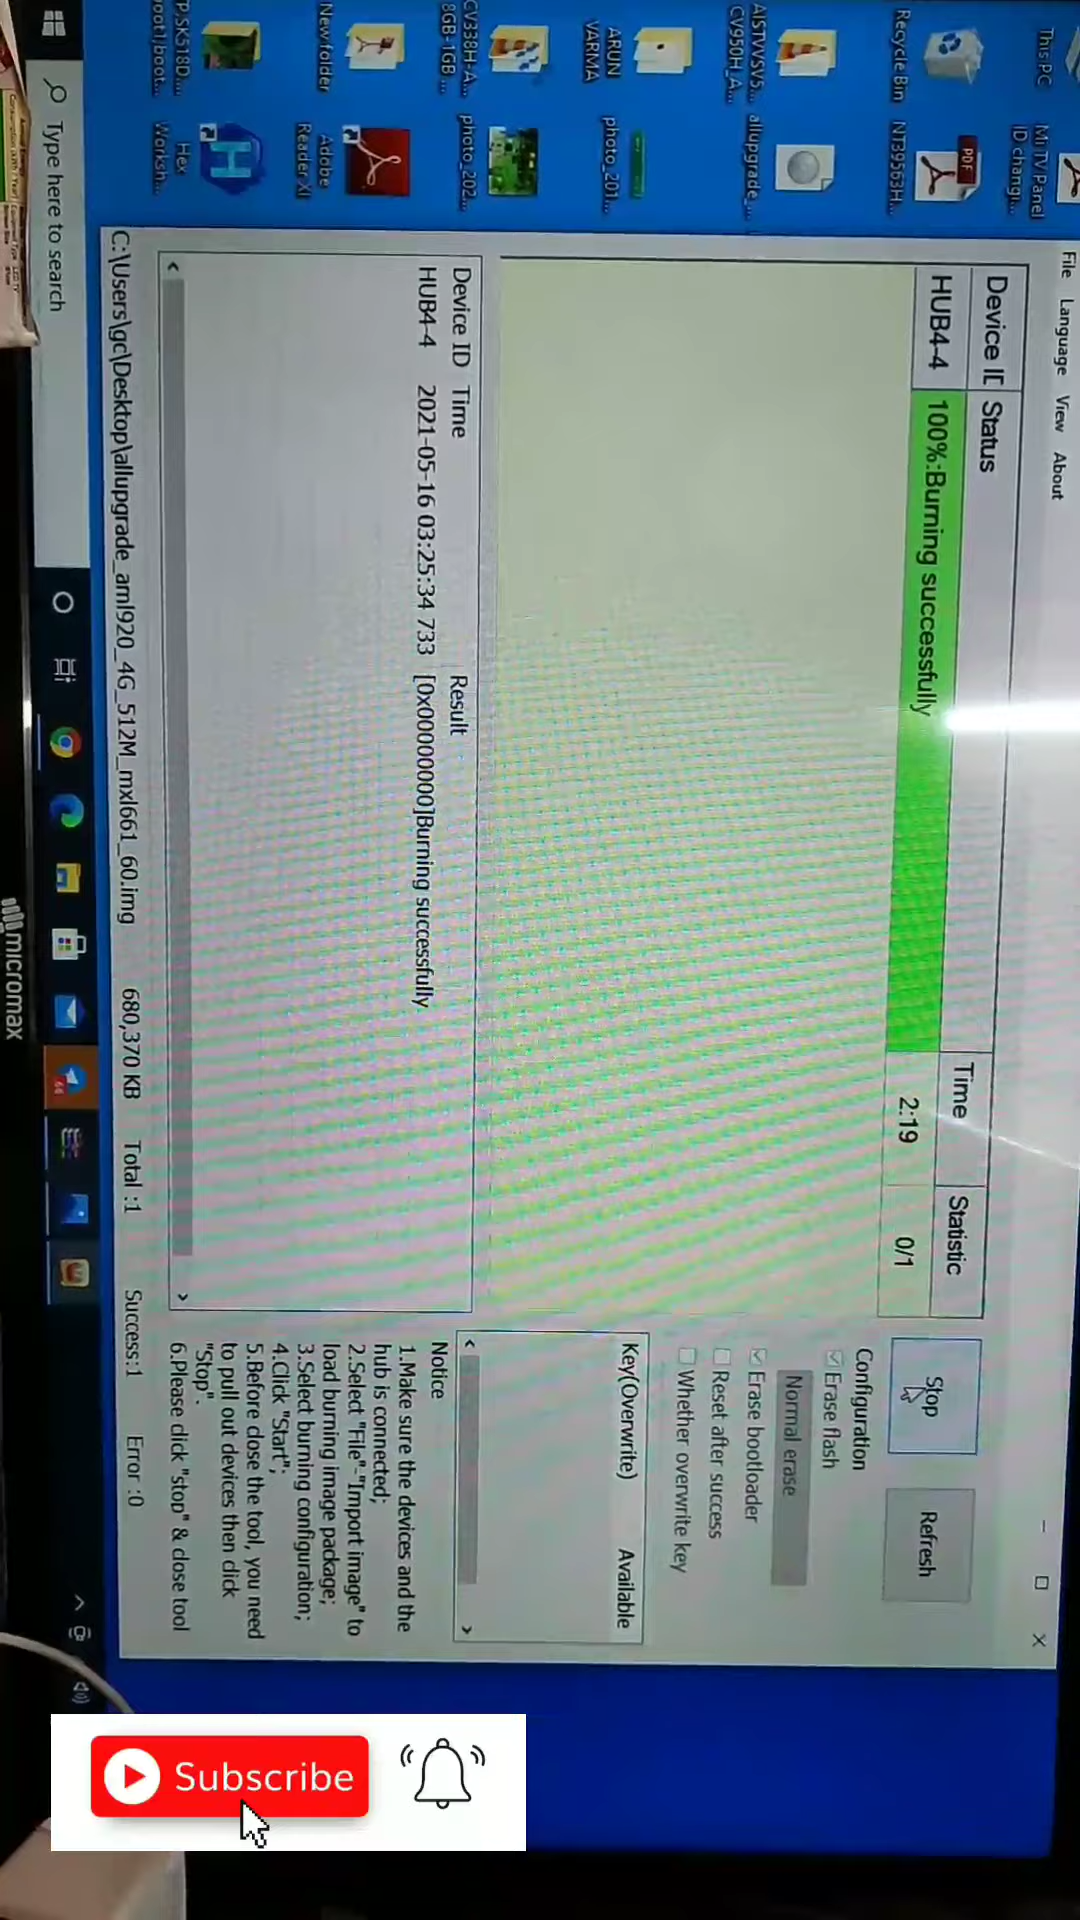 This PC
Mi TV Panel
ID changi...
Recycle Bin
NT39563H...
PDF
AISTVVSV5...
CV950H_A...
allupgrade_...
ARUN
VARMA
photo_201...
CV338H-A...
8GB-1GB ...
photo_202...
New folder
Adobe
Reader XI
P.SK518D...
Hex
Worksh...
File Language View About
Device ID Status Time Statistic
HUB4-4 100%:Burning successfully 2:19 0/1
Stop Refresh
Configuration
Erase flash
Normal erase
Erase bootloader
Reset after success
Whether overwrite key
Key(Overwrite) Available
Device ID Time Result
HUB4-4 2021-05-16 03:25:34 733 [0x00000000]Burning successfully.
Notice
1.Make sure the devices and the
hub is connected;
2.Select "File"-"Import image" to
load burning image package;
3.Select burning configuration;
4.Click "Start";
5.Before close the tool, you need
to pull out devices then click
"Stop".
6.Please click "stop" & close tool
C:\Users\gc\Desktop\allupgrade_aml920_4G_512M_mxl661_60.img 680,370 KB Total :1 Success:1 Error :0
Type here to search
micromax
Subscribe